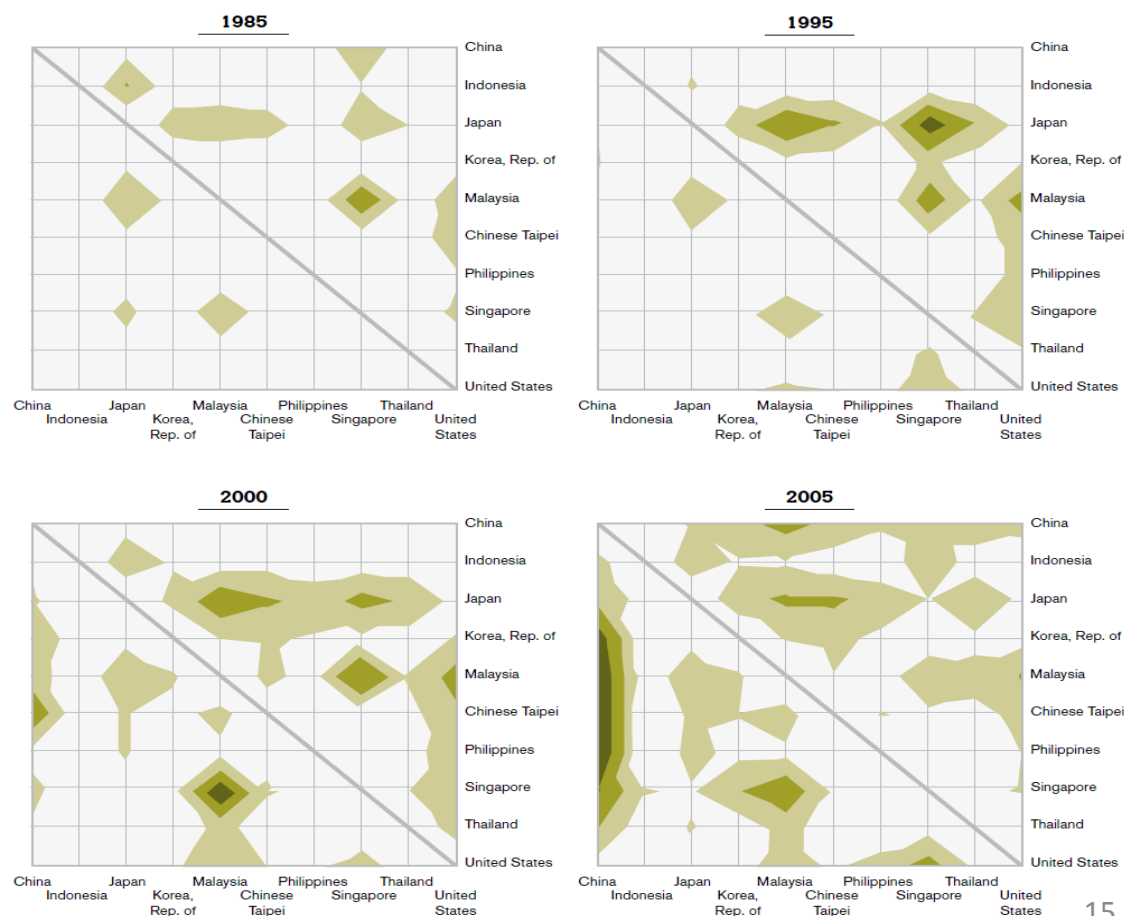 1985
China
Indonesia
Japan
Korea, Rep. of
Malaysia
Chinese Taipei
Philippines
Singapore
Thailand
United States
China Japan Malaysia Philippines Thailand
Indonesia Korea, Chinese Singapore United
Rep. of Taipei States
1995
China
Indonesia
Japan
Korea, Rep. of
Malaysia
Chinese Taipei
Philippines
Singapore
Thailand
United States
China Japan Malaysia Philippines Thailand
Indonesia Korea, Chinese Singapore United
Rep. of Taipei States
2000
China
Indonesia
Japan
Korea, Rep. of
Malaysia
Chinese Taipei
Philippines
Singapore
Thailand
United States
China Japan Malaysia Philippines Thailand
Indonesia Korea, Chinese Singapore United
Rep. of Taipei States
2005
China
Indonesia
Japan
Korea, Rep. of
Malaysia
Chinese Taipei
Philippines
Singapore
Thailand
United States
China Japan Malaysia Philippines Thailand
Indonesia Korea, Chinese Singapore United
Rep. of Taipei States
15